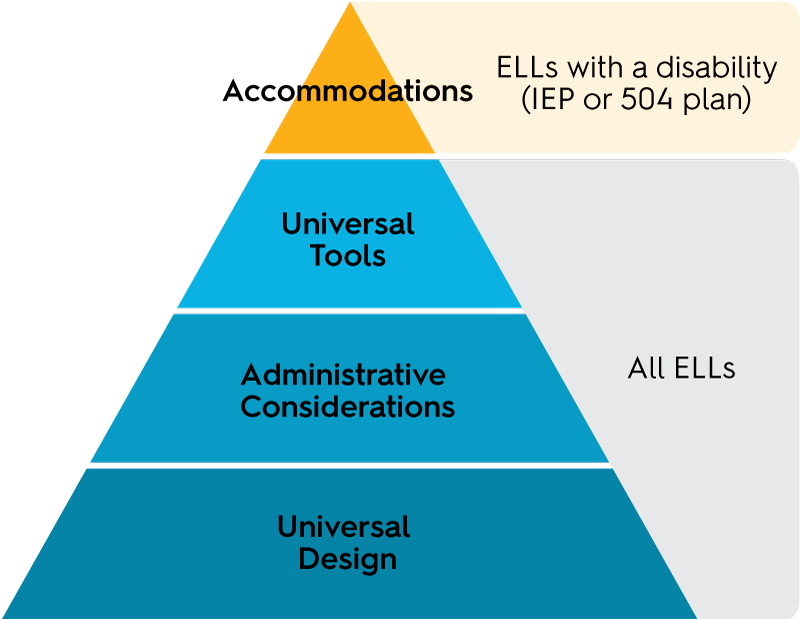 Accommodations
ELLs with a disability
(IEP or 504 plan)
Universal
Tools
Administrative
Considerations
All ELLs
Universal
Design